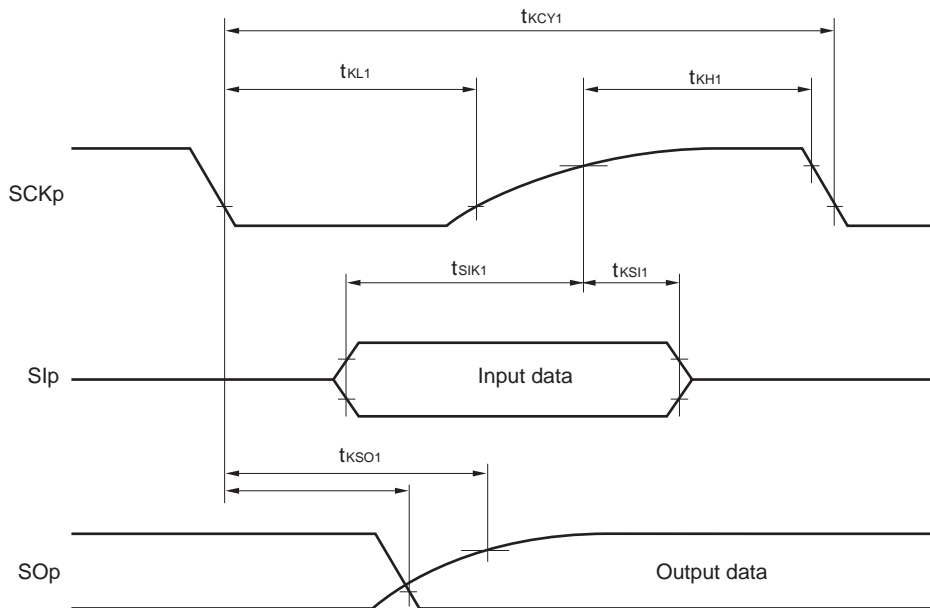 tKCY1
tKL1
tKH1
SCKp
tSIK1
tKSI1
SIp
Input data
tKSO1
SOp
Output data